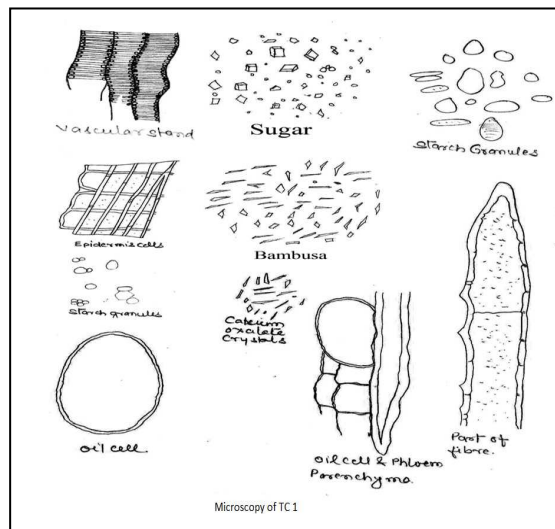 Vascular stand
Sugar
Starch Granules
Epidermis cells
Bambusa
Starch granules
Calcium
oxalate
Crystals
Oil cell
Oil cell & Phloem
Parenchyma.
Part of
fibre.
Microscopy of TC 1